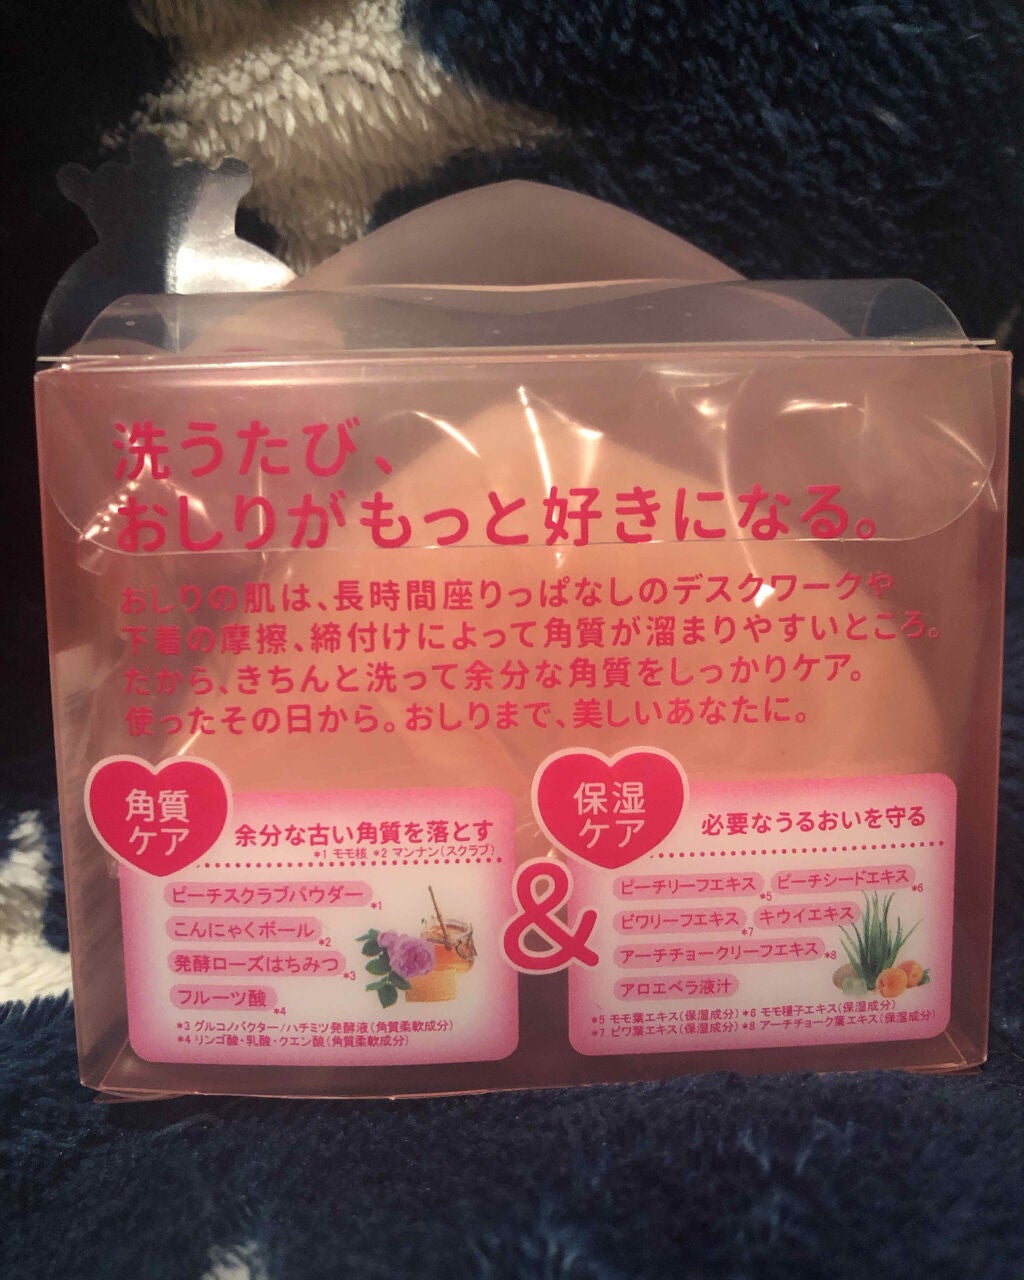 洗うたび、
おしりがもっと好きになる。
おしりの肌は、長時間座りっぱなしのデスクワークや
下着の摩擦、締付けによって角質が溜まりやすいところ。
だから、きちんと洗って余分な角質をしっかりケア。
使ったその日から。おしりまで、美しいあなたに。
角質
ケア
余分な古い角質を落とす
*1 モモ核 *2 マンナン(スクラブ)
ピーチスクラブパウダー*1
こんにゃくボール*2
発酵ローズはちみつ*3
フルーツ酸*4
*3 グルコノバクター/ハチミツ発酵液(角質柔軟成分)
*4 リンゴ酸・乳酸・クエン酸(角質柔軟成分)
&
保湿
ケア
必要なうるおいを守る
ピーチリーフエキス*5 ピーチシードエキス*6
ビワリーフエキス*7 キウイエキス
アーチチョークリーフエキス*8
アロエベラ液汁
*5 モモ葉エキス(保湿成分) *6 モモ種子エキス(保湿成分)
*7 ビワ葉エキス(保湿成分) *8 アーチチョーク葉エキス(保湿成分)